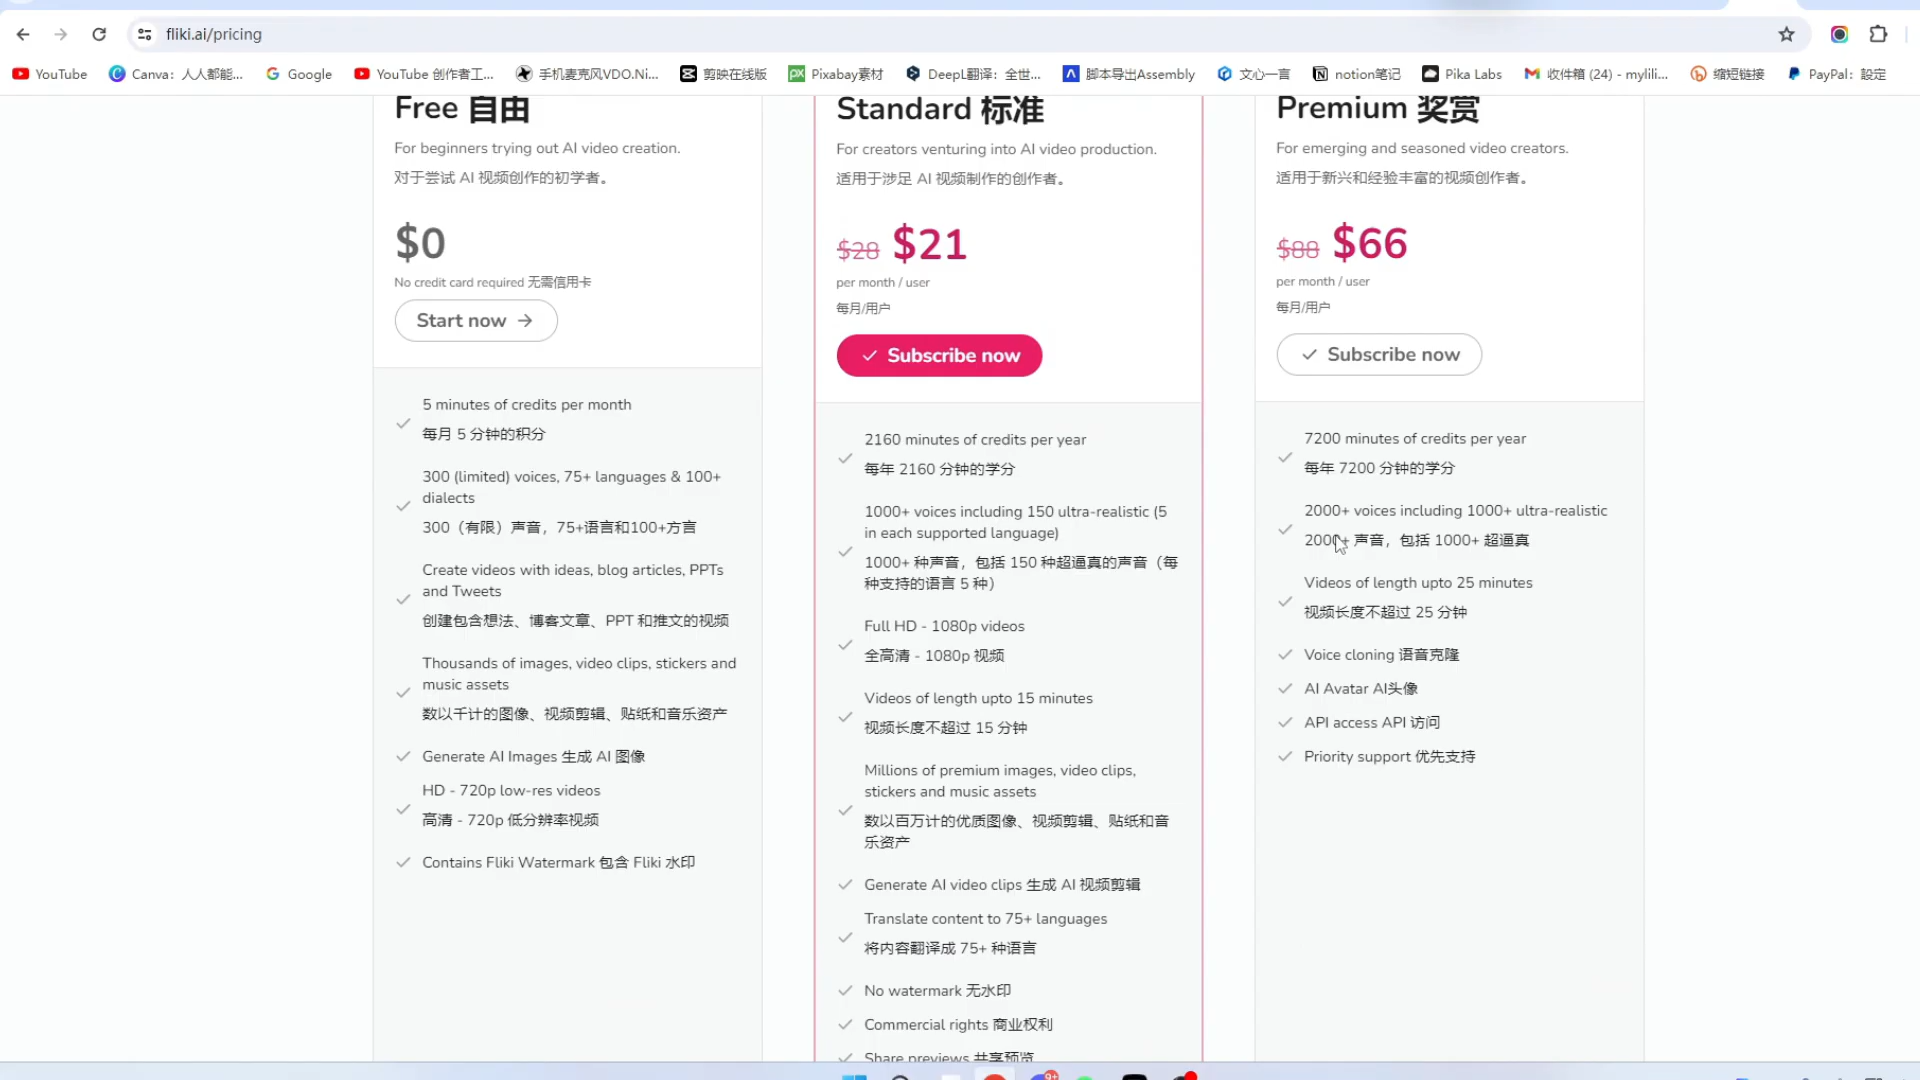 fliki.ai/pricing
YouTube
Canva：人人都能...
Google
YouTube 创作者工...
手机麦克风VDO.Ni...
剪映在线版
Pixabay素材
DeepL翻译：全世...
脚本导出Assembly
文心一言
notion笔记
Pika Labs
收件箱 (24) - mylili...
缩短链接
PayPal：設定
Free 自由
For beginners trying out AI video creation.
对于尝试 AI 视频创作的初学者。
$0
No credit card required 无需信用卡
Start now →
5 minutes of credits per month
每月 5 分钟的积分
300 (limited) voices, 75+ languages & 100+
dialects
300（有限）声音，75+语言和100+方言
Create videos with ideas, blog articles, PPTs
and Tweets
创建包含想法、博客文章、PPT 和推文的视频
Thousands of images, video clips, stickers and
music assets
数以千计的图像、视频剪辑、贴纸和音乐资产
Generate AI Images 生成 AI 图像
HD - 720p low-res videos
高清 - 720p 低分辨率视频
Contains Fliki Watermark 包含 Fliki 水印
Standard 标准
For creators venturing into AI video production.
适用于涉足 AI 视频制作的创作者。
$28 $21
per month / user
每月/用户
Subscribe now
2160 minutes of credits per year
每年 2160 分钟的学分
1000+ voices including 150 ultra-realistic (5
in each supported language)
1000+ 种声音，包括 150 种超逼真的声音（每
种支持的语言 5 种）
Full HD - 1080p videos
全高清 - 1080p 视频
Videos of length upto 15 minutes
视频长度不超过 15 分钟
Millions of premium images, video clips,
stickers and music assets
数以百万计的优质图像、视频剪辑、贴纸和音
乐资产
Generate AI video clips 生成 AI 视频剪辑
Translate content to 75+ languages
将内容翻译成 75+ 种语言
No watermark 无水印
Commercial rights 商业权利
Share previews 共享预览
Premium 奖赏
For emerging and seasoned video creators.
适用于新兴和经验丰富的视频创作者。
$88 $66
per month / user
每月/用户
Subscribe now
7200 minutes of credits per year
每年 7200 分钟的学分
2000+ voices including 1000+ ultra-realistic
2000+ 声音，包括 1000+ 超逼真
Videos of length upto 25 minutes
视频长度不超过 25 分钟
Voice cloning 语音克隆
AI Avatar AI头像
API access API 访问
Priority support 优先支持
9+